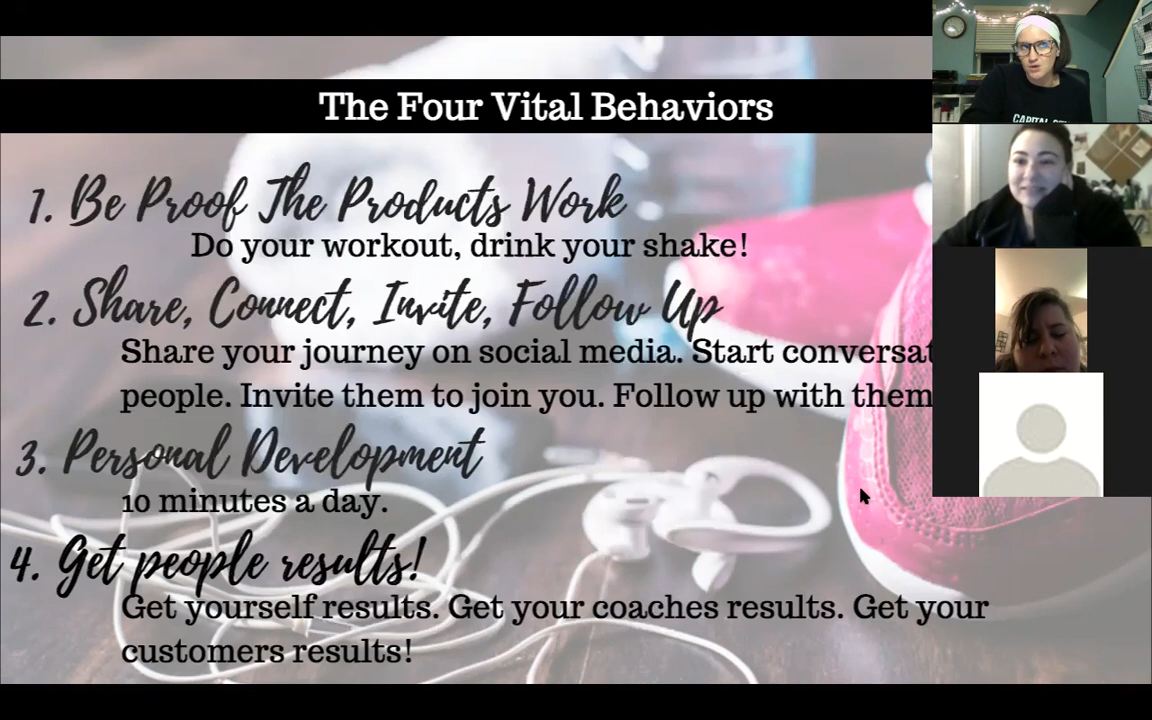 The Four Vital Behaviors
1. Be Proof The Products Work
Do your workout, drink your shake!
2. Share, Connect, Invite, Follow Up
Share your journey on social media. Start
people. Invite them to join you. Follow up with them
3. Personal Development
10 minutes a day.
4. Get people results!
Get yourself results. Get your coaches results. Get your
customers results!
CAPITAL